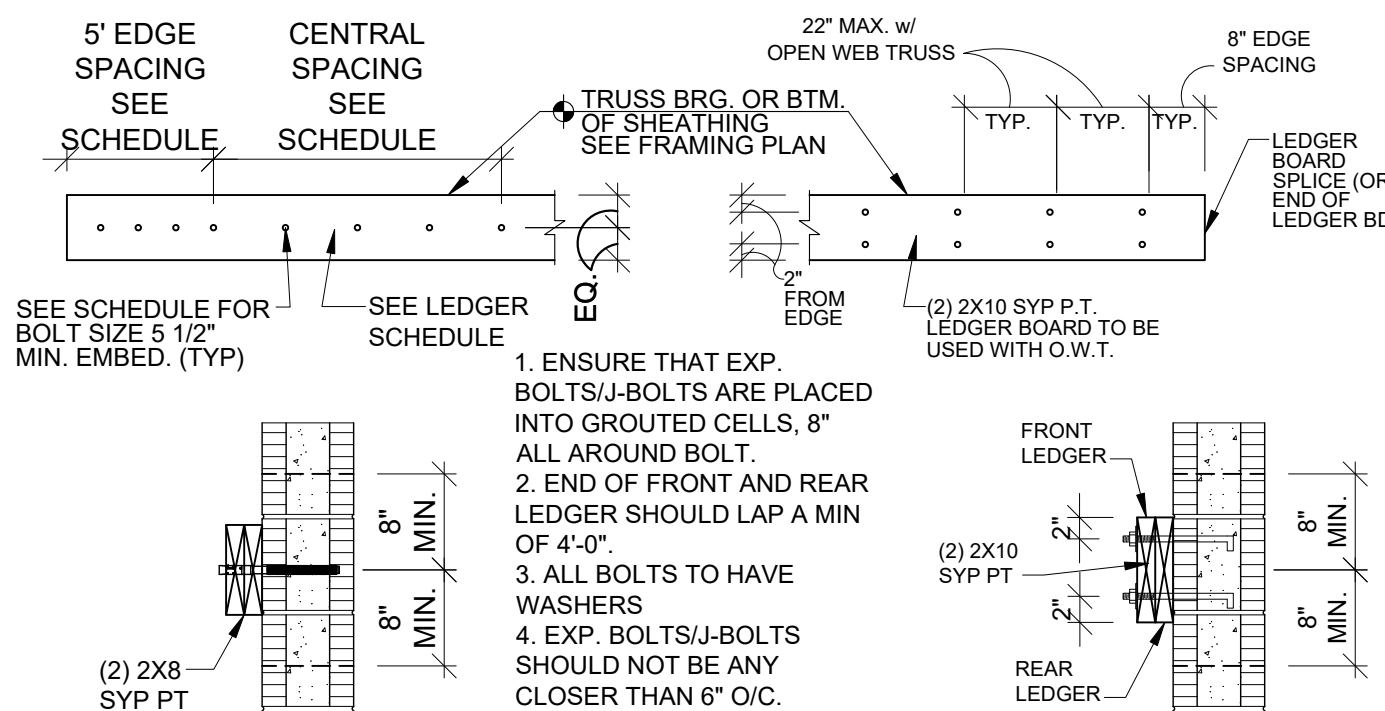 5' EDGE
SPACING
SEE
SCHEDULE
CENTRAL
SPACING
SEE
SCHEDULE
TRUSS BRG. OR BTM.
OF SHEATHING
SEE FRAMING PLAN
22" MAX. w/
OPEN WEB TRUSS
8" EDGE
SPACING
TYP.
TYP.
TYP.
LEDGER
BOARD
SPLICE (OR
END OF
LEDGER BD
SEE SCHEDULE FOR
BOLT SIZE 5 1/2"
MIN. EMBED. (TYP)
SEE LEDGER
SCHEDULE
EQ.
2"
FROM
EDGE
(2) 2X10 SYP P.T.
LEDGER BOARD TO BE
USED WITH O.W.T.
1. ENSURE THAT EXP.
BOLTS/J-BOLTS ARE PLACED
INTO GROUTED CELLS, 8"
ALL AROUND BOLT.
2. END OF FRONT AND REAR
LEDGER SHOULD LAP A MIN
OF 4'-0".
3. ALL BOLTS TO HAVE
WASHERS
4. EXP. BOLTS/J-BOLTS
SHOULD NOT BE ANY
CLOSER THAN 6" O/C.
8"
MIN.
8"
MIN.
(2) 2X8
SYP PT
FRONT
LEDGER
2"
(2) 2X10
SYP PT
2"
REAR
LEDGER
8"
MIN.
8"
MIN.